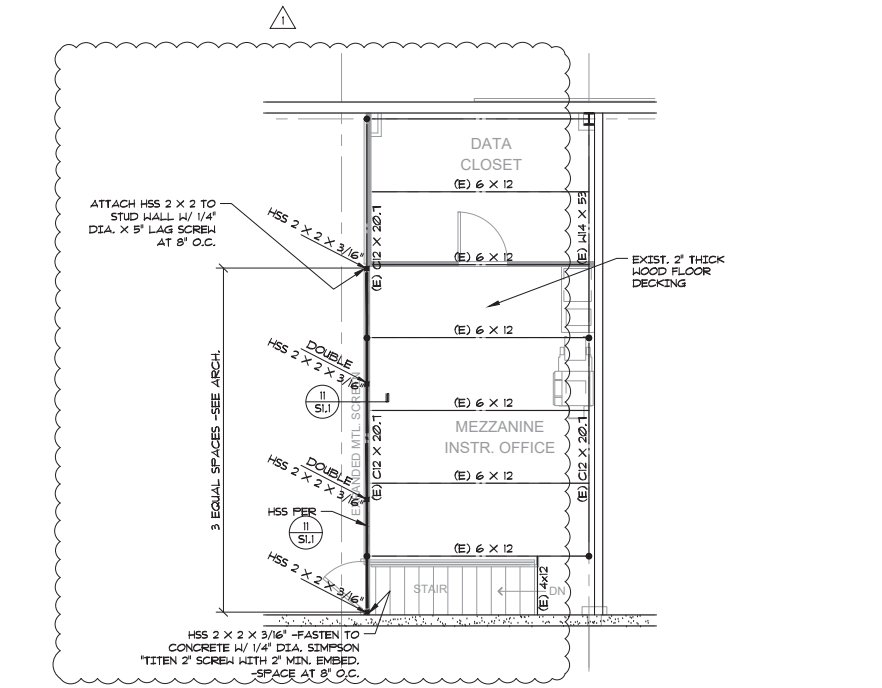 1
DATA
CLOSET
(E) 6 X 12
ATTACH HSS 2 X 2 TO
STUD WALL W/ 1/4"
DIA. X 5" LAG SCREW
AT 8" O.C.
HSS 2 X 2 X 3/16"
(E) C12 X 20.7
(E) W14 X 53
(E) 6 X 12
EXIST. 2" THICK
WOOD FLOOR
DECKING
(E) 6 X 12
DOUBLE
HSS 2 X 2 X 3/16"
11
S1.1
3 EQUAL SPACES -SEE ARCH.
EXPANDED MTL. SCREEN
(E) 6 X 12
MEZZANINE
INSTR. OFFICE
(E) C12 X 20.7
(E) C12 X 20.7
DOUBLE
HSS 2 X 2 X 3/16"
(E) 6 X 12
HSS PER
11
S1.1
(E) 6 X 12
HSS 2 X 2 X 3/16"
STAIR
(E) 4x12
DN
HSS 2 X 2 X 3/16" -FASTEN TO
CONCRETE W/ 1/4" DIA. SIMPSON
"TITEN 2" SCREW WITH 2" MIN. EMBED.
-SPACE AT 8" O.C.